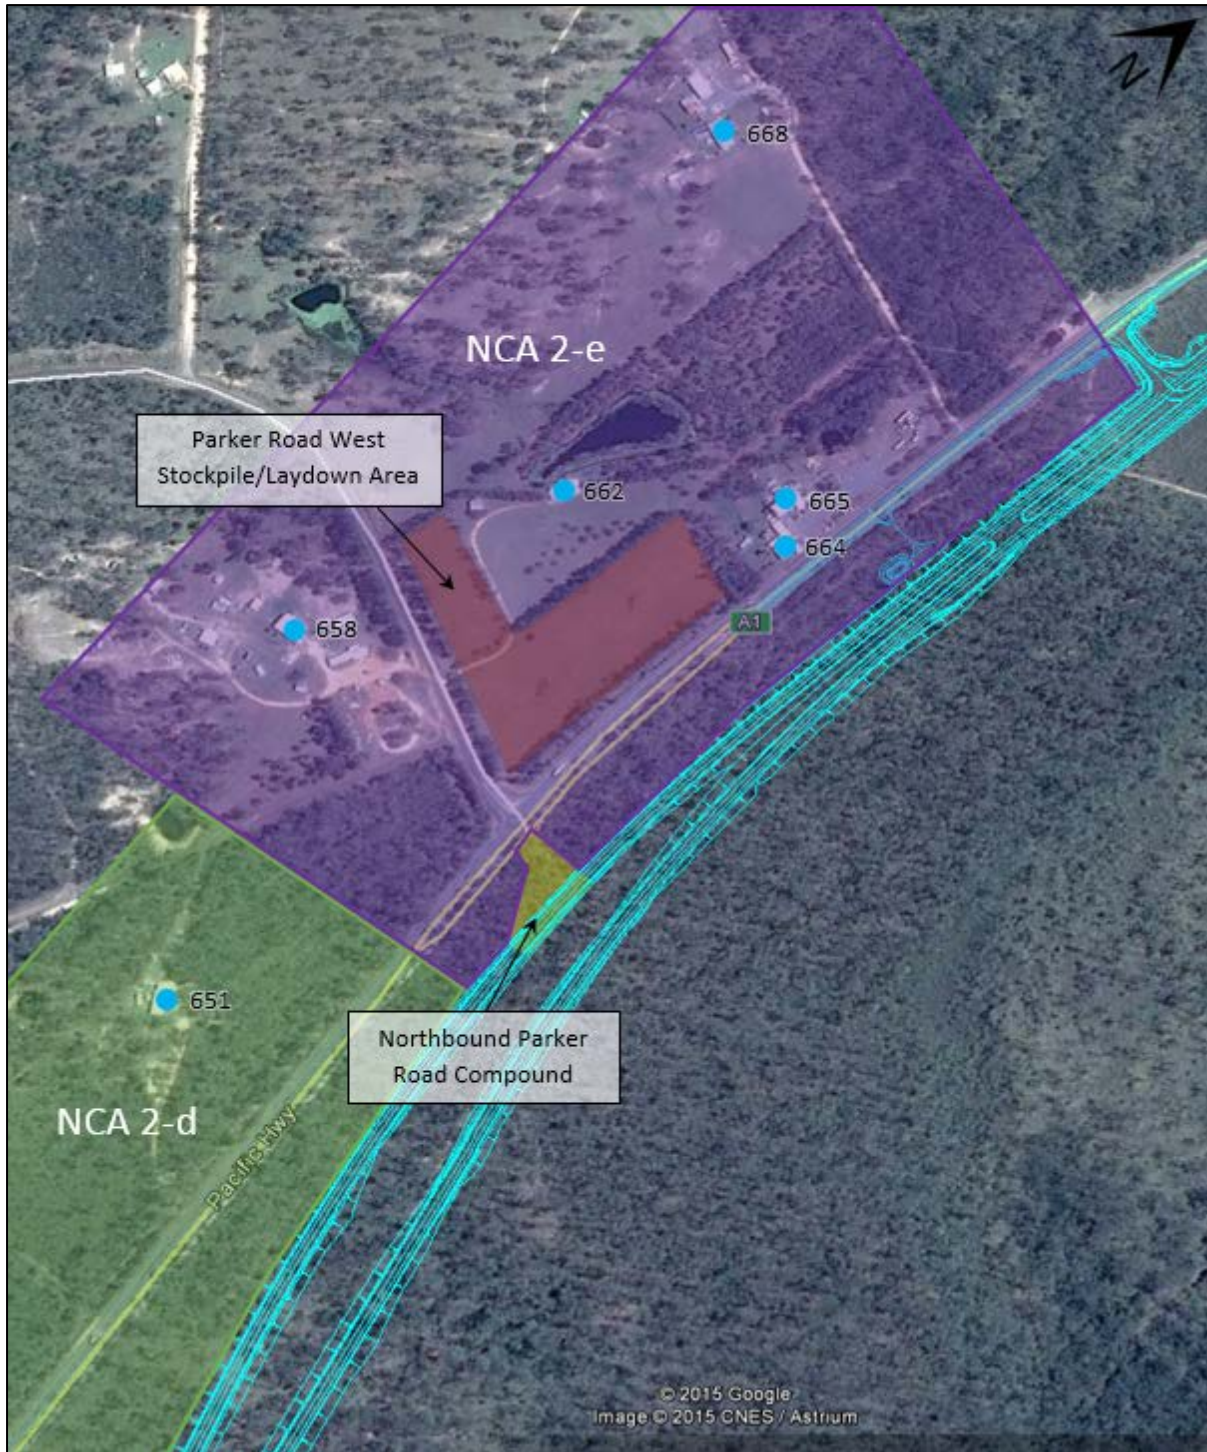 N
668
NCA 2-e
Parker Road West
Stockpile/Laydown Area
662
665
664
A1
658
651
Northbound Parker
Road Compound
NCA 2-d
Pacific Hwy
© 2015 Google
Image © 2015 CNES / Astrium